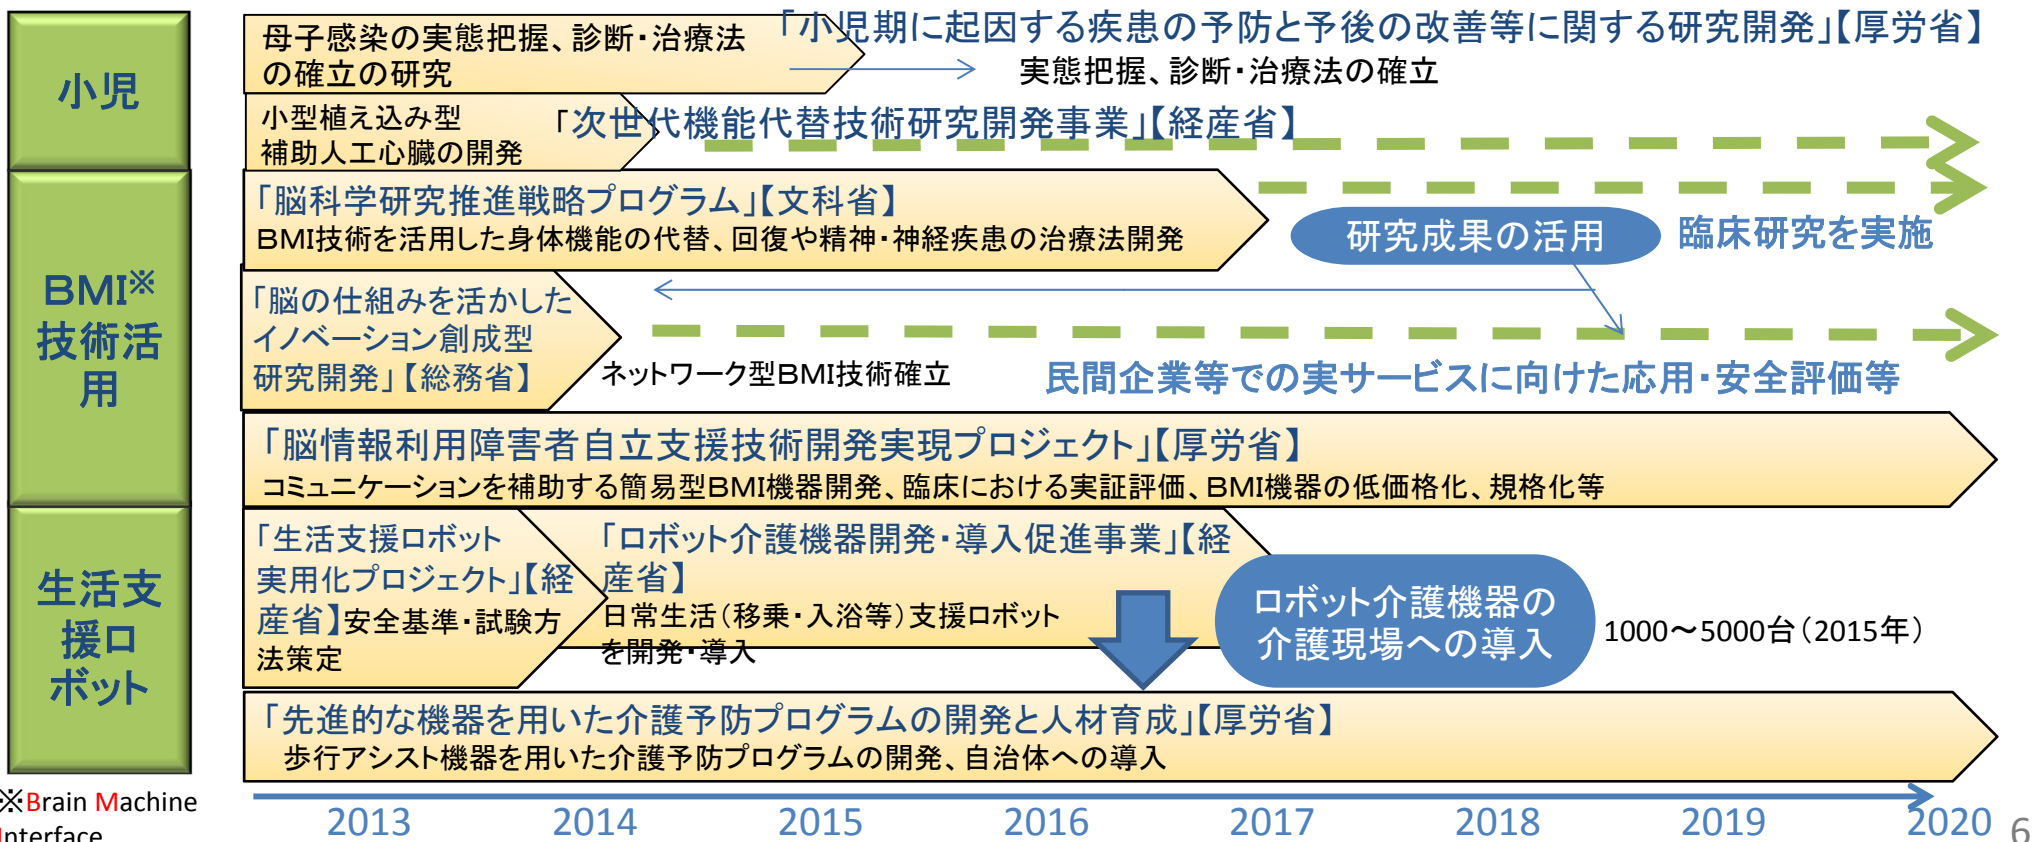 小児
母子感染の実態把握、診断・治療法
の確立の研究
「小児期に起因する疾患の予防と予後の改善等に関する研究開発」【厚労省】
実態把握、診断・治療法の確立
小型植え込み型
補助人工心臓の開発
「次世代機能代替技術研究開発事業」【経産省】
BMI※
技術活
用
「脳科学研究推進戦略プログラム」【文科省】
BMI技術を活用した身体機能の代替、回復や精神・神経疾患の治療法開発
研究成果の活用
臨床研究を実施
「脳の仕組みを活かした
イノベーション創成型
研究開発」【総務省】
ネットワーク型BMI技術確立
民間企業等での実サービスに向けた応用・安全評価等
「脳情報利用障害者自立支援技術開発実現プロジェクト」【厚労省】
コミュニケーションを補助する簡易型BMI機器開発、臨床における実証評価、BMI機器の低価格化、規格化等
生活支
援ロ
ボット
「生活支援ロボット
実用化プロジェクト」【経
産省】安全基準・試験方
法策定
「ロボット介護機器開発・導入促進事業」【経
産省】
日常生活（移乗・入浴等）支援ロボット
を開発・導入
ロボット介護機器の
介護現場への導入
1000～5000台（2015年）
「先進的な機器を用いた介護予防プログラムの開発と人材育成」【厚労省】
歩行アシスト機器を用いた介護予防プログラムの開発、自治体への導入
※Brain Machine
Interface
2013 2014 2015 2016 2017 2018 2019 2020
6